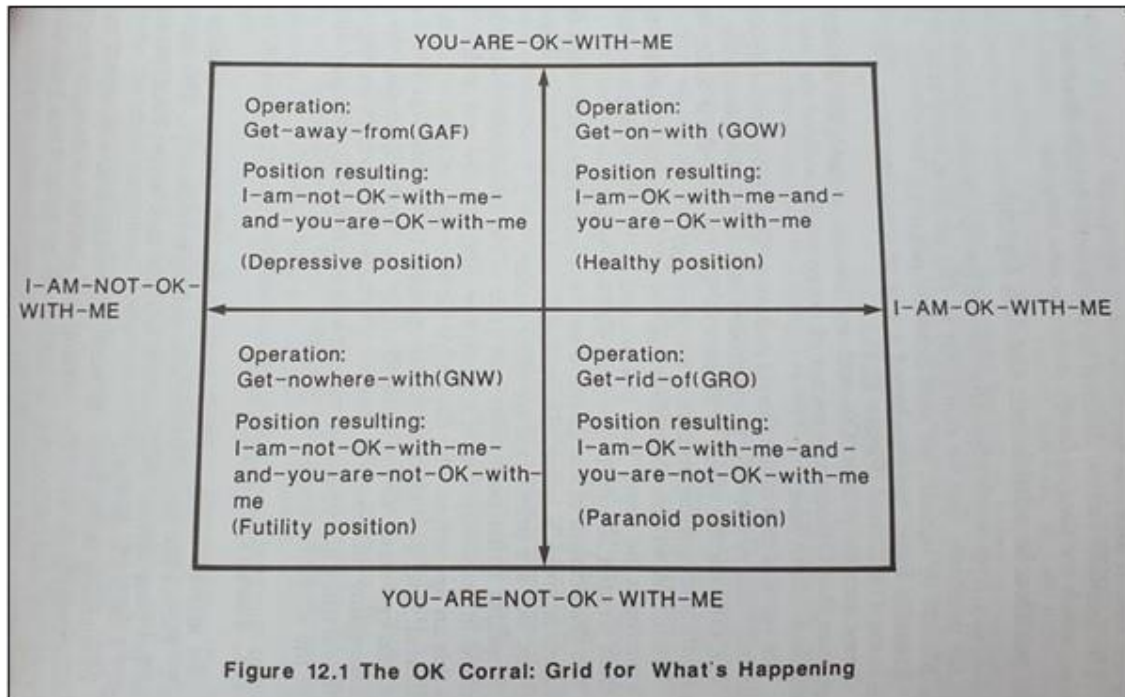 YOU-ARE-OK-WITH-ME
Operation:
Get-away-from(GAF)
Position resulting:
I-am-not-OK-with-me-
and-you-are-OK-with-me
(Depressive position)
Operation:
Get-on-with (GOW)
Position resulting:
I-am-OK-with-me-and-
you-are-OK-with-me
(Healthy position)
I-AM-NOT-OK-
WITH-ME
I-AM-OK-WITH-ME
Operation:
Get-nowhere-with(GNW)
Position resulting:
I-am-not-OK-with-me-
and-you-are-not-OK-with-
me
(Futility position)
Operation:
Get-rid-of(GRO)
Position resulting:
I-am-OK-with-me-and-
you-are-not-OK-with-me
(Paranoid position)
YOU-ARE-NOT-OK-WITH-ME
Figure 12.1 The OK Corral: Grid for What's Happening